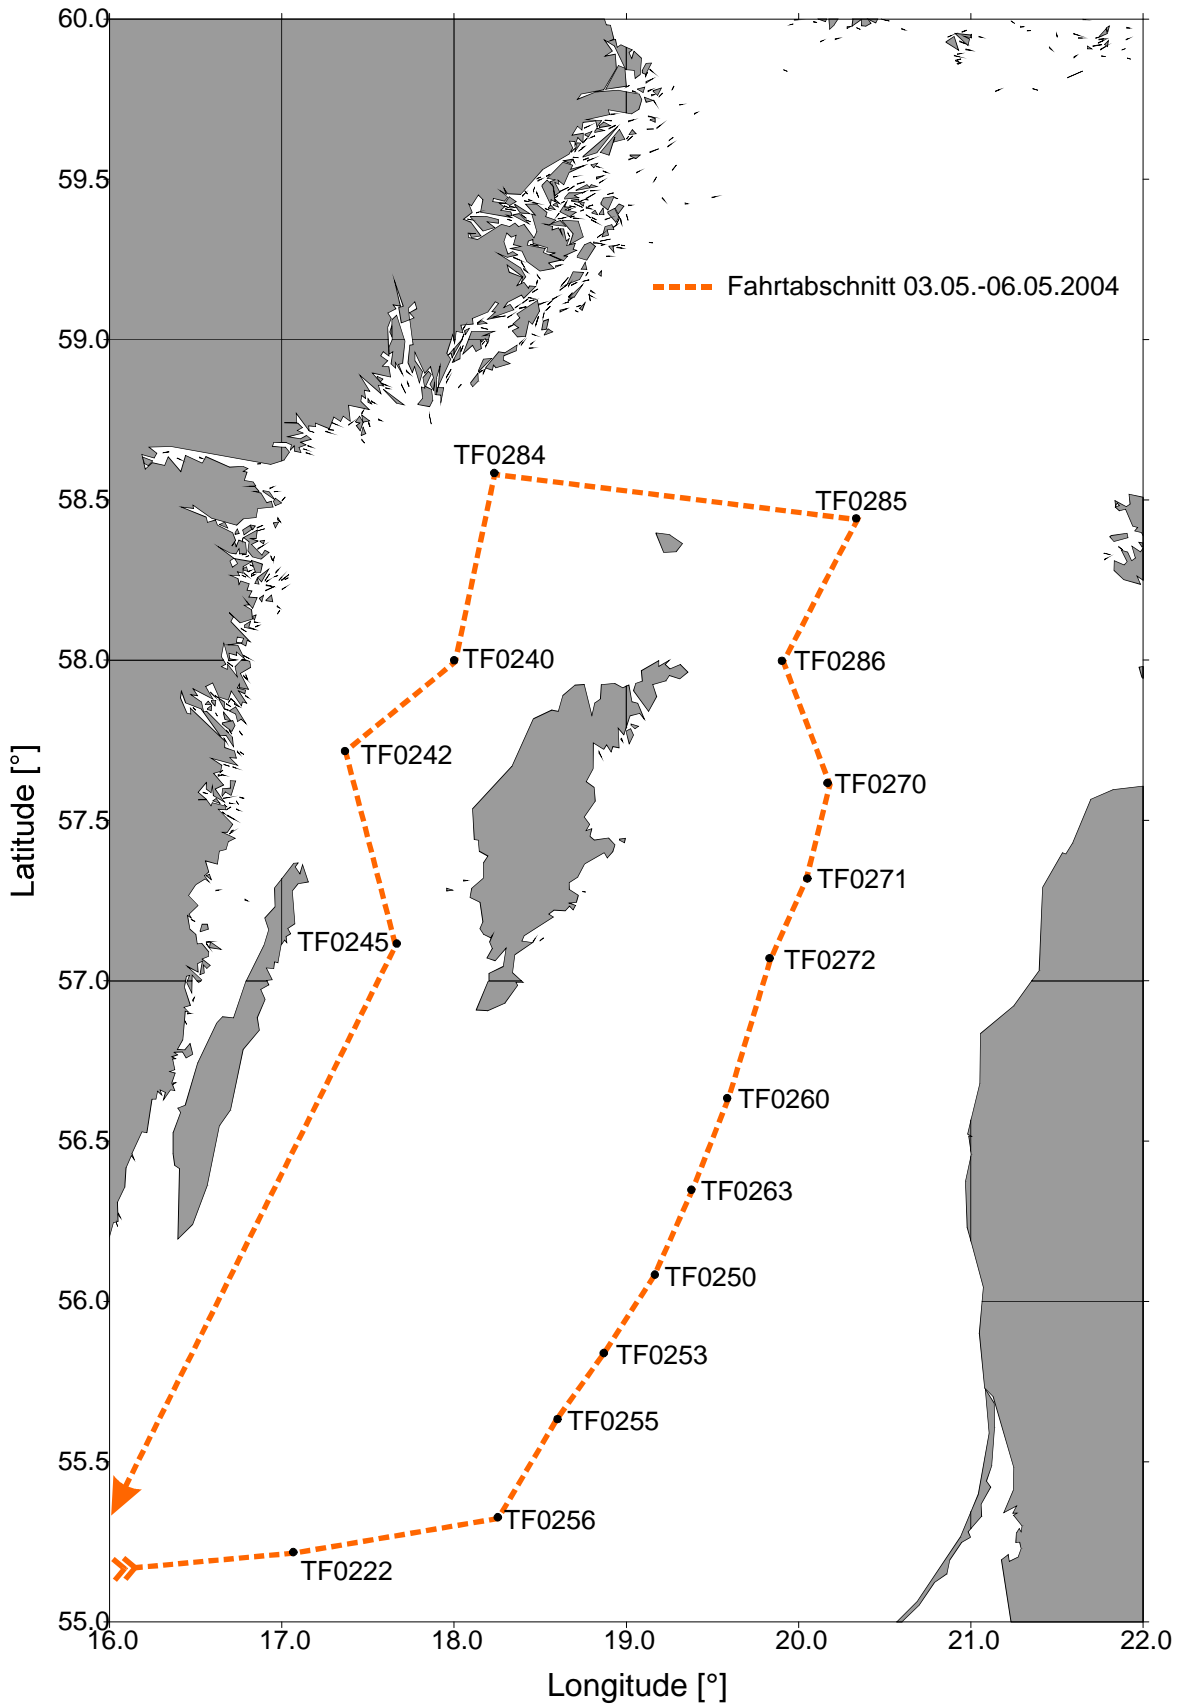 60.0
59.5
Fahrtabschnitt 03.05.-06.05.2004
59.0
TF0284
58.5
TF0285
58.0
TF0240
TF0286
TF0242
TF0270
57.5
Latitude [°]
TF0271
TF0245
TF0272
57.0
TF0260
56.5
TF0263
TF0250
56.0
TF0253
TF0255
55.5
TF0256
TF0222
55.0
16.0 17.0 18.0 19.0 20.0 21.0 22.0
Longitude [°]